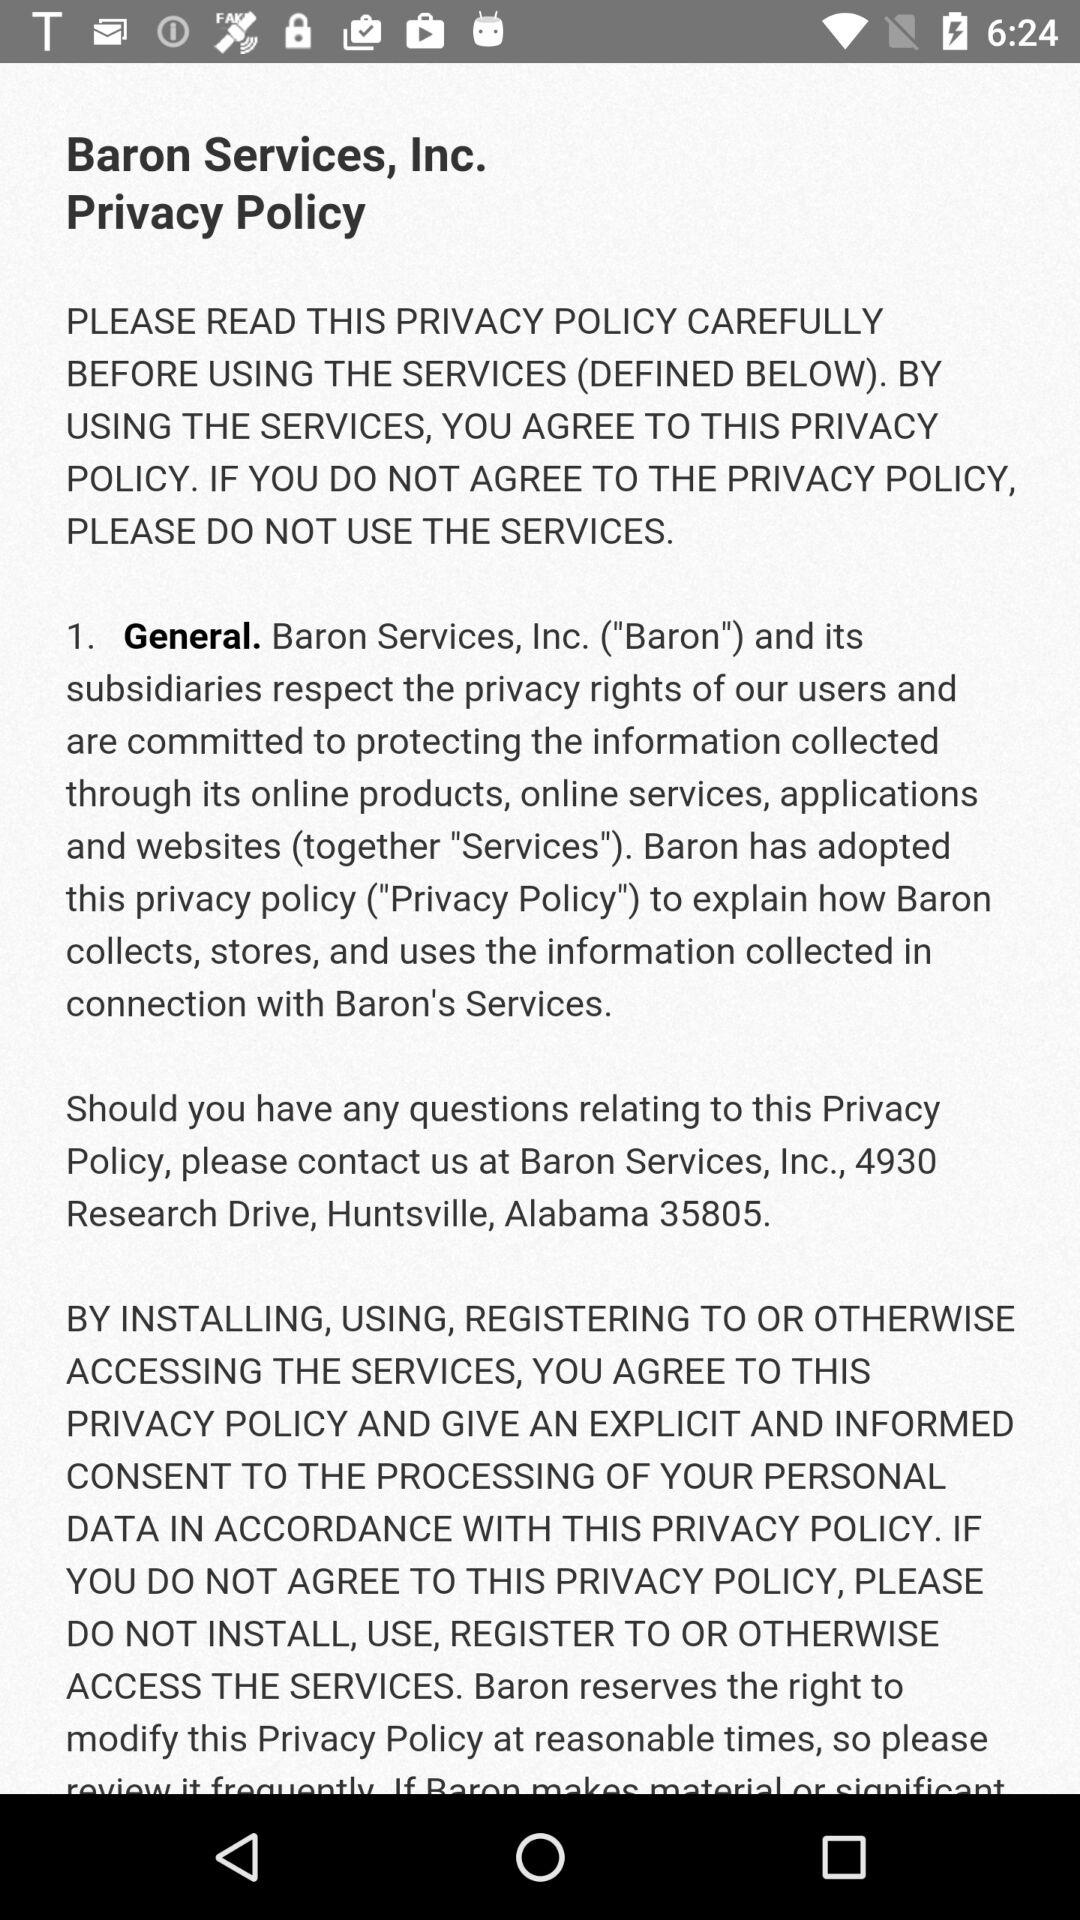 T
FAKE
6:24
Baron Services, Inc.
Privacy Policy
PLEASE READ THIS PRIVACY POLICY CAREFULLY
BEFORE USING THE SERVICES (DEFINED BELOW). BY
USING THE SERVICES, YOU AGREE TO THIS PRIVACY
POLICY. IF YOU DO NOT AGREE TO THE PRIVACY POLICY,
PLEASE DO NOT USE THE SERVICES.
1. General. Baron Services, Inc. ("Baron") and its
subsidiaries respect the privacy rights of our users and
are committed to protecting the information collected
through its online products, online services, applications
and websites (together "Services"). Baron has adopted
this privacy policy ("Privacy Policy") to explain how Baron
collects, stores, and uses the information collected in
connection with Baron's Services.
Should you have any questions relating to this Privacy
Policy, please contact us at Baron Services, Inc., 4930
Research Drive, Huntsville, Alabama 35805.
BY INSTALLING, USING, REGISTERING TO OR OTHERWISE
ACCESSING THE SERVICES, YOU AGREE TO THIS
PRIVACY POLICY AND GIVE AN EXPLICIT AND INFORMED
CONSENT TO THE PROCESSING OF YOUR PERSONAL
DATA IN ACCORDANCE WITH THIS PRIVACY POLICY. IF
YOU DO NOT AGREE TO THIS PRIVACY POLICY, PLEASE
DO NOT INSTALL, USE, REGISTER TO OR OTHERWISE
ACCESS THE SERVICES. Baron reserves the right to
modify this Privacy Policy at reasonable times, so please
review it frequently. If Baron makes material or significant